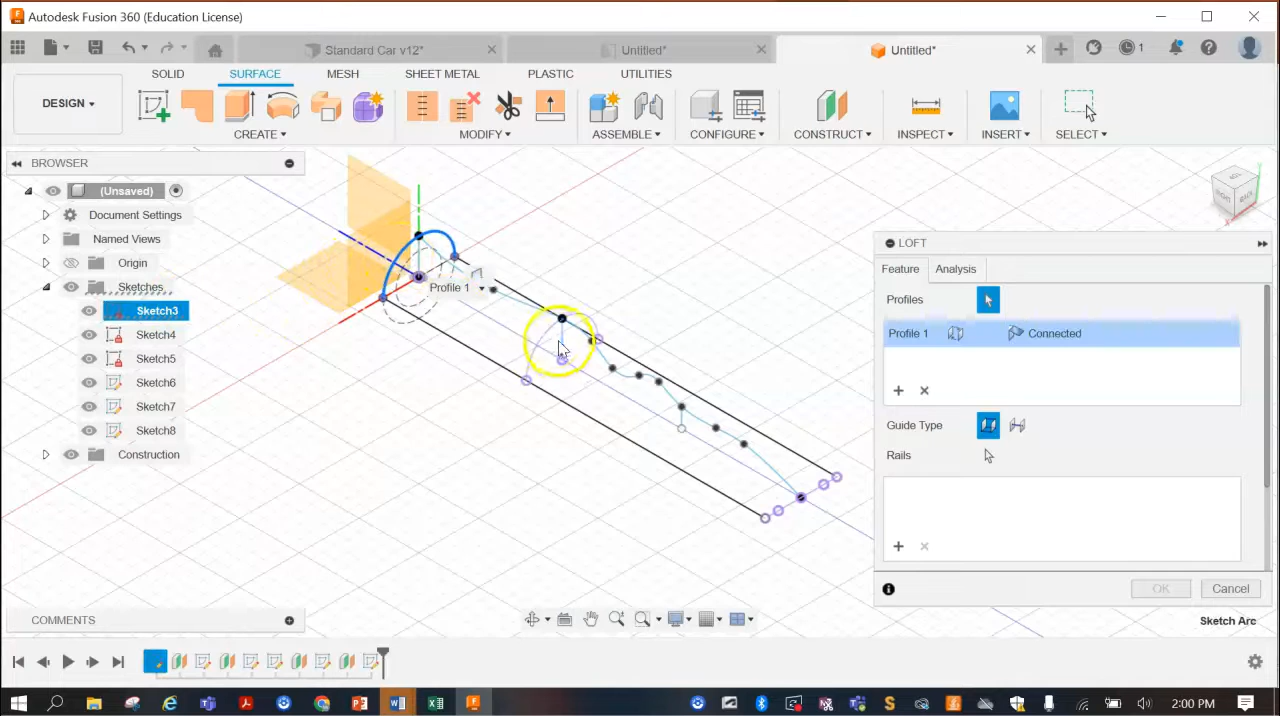 Autodesk Fusion 360 (Education License)
Standard Car v12*
Untitled*
Untitled*
1
SOLID
SURFACE
MESH
SHEET METAL
PLASTIC
UTILITIES
DESIGN
CREATE
MODIFY
ASSEMBLE
CONFIGURE
CONSTRUCT
INSPECT
INSERT
SELECT
BROWSER
(Unsaved)
Document Settings
Named Views
Origin
Sketches
Sketch3
Sketch4
Sketch5
Sketch6
Sketch7
Sketch8
Construction
Profile 1
RIGHT
BACK
Y
LOFT
Feature
Analysis
Profiles
Profile 1
Connected
Guide Type
Rails
OK
Cancel
COMMENTS
Sketch Arc
2:00 PM